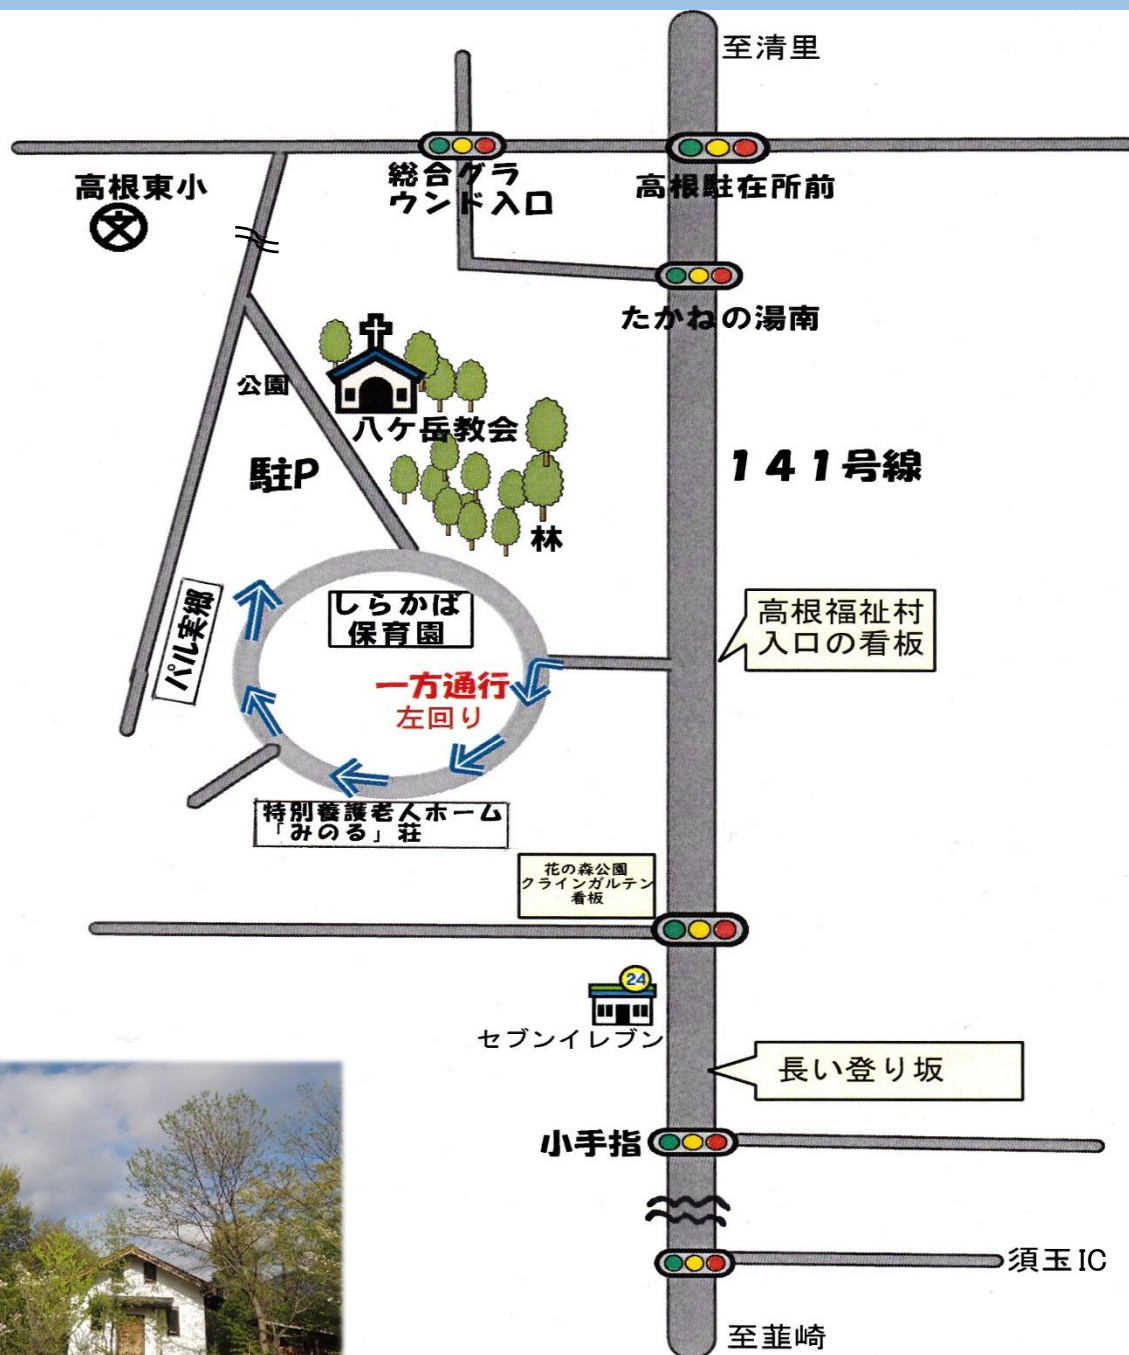 至清里
高根東小
総合グラ
ウンド入口
高根駐在所前
たかねの湯南
公園
八ケ岳教会
駐P
141号線
林
パル実郷
しらかば
保育園
高根福祉村
入口の看板
一方通行
左回り
特別養護老人ホーム
「みのる」荘
花の森公園
クラインガルテン
看板
24
セブンイレブン
長い登り坂
小手指
須玉IC
至韮崎